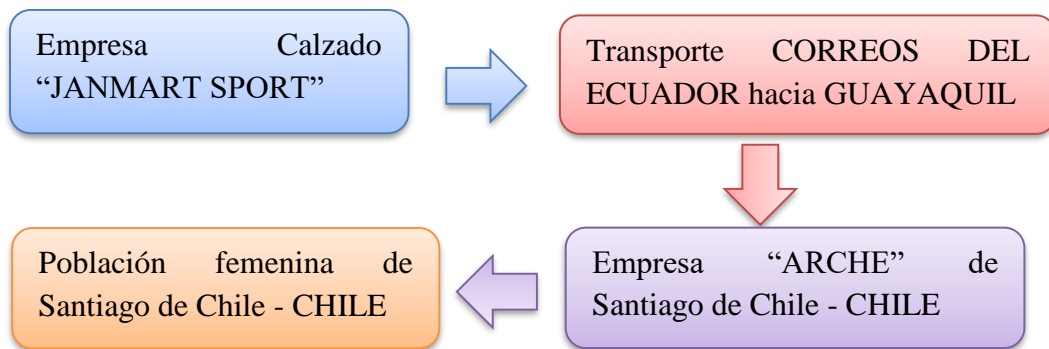 Empresa Calzado
“JANMART SPORT”
Transporte CORREOS DEL
ECUADOR hacia GUAYAQUIL
Empresa “ARCHE” de
Santiago de Chile - CHILE
Población femenina de
Santiago de Chile - CHILE